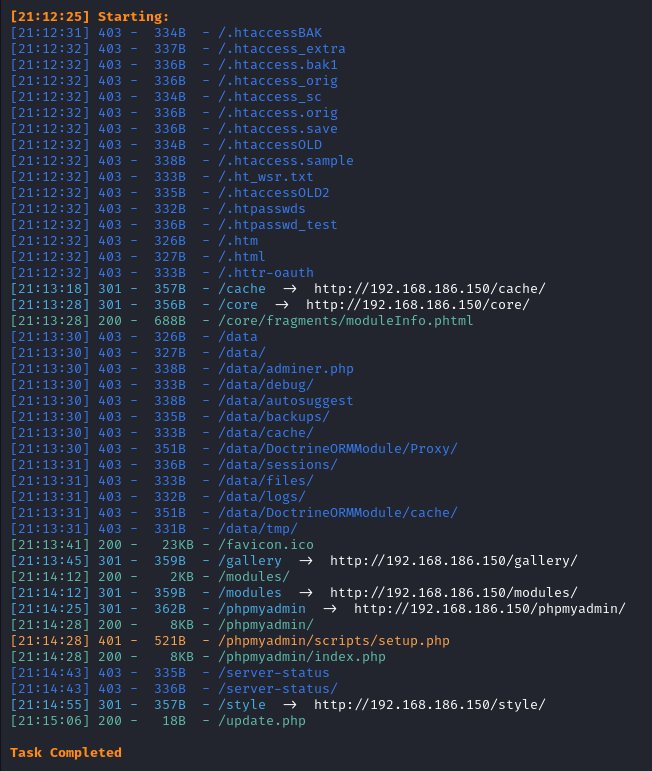 [21:12:25] Starting:
[21:12:31] 403 -  334B  - /.htaccessBAK
[21:12:32] 403 -  337B  - /.htaccess_extra
[21:12:32] 403 -  336B  - /.htaccess.bak1
[21:12:32] 403 -  336B  - /.htaccess_orig
[21:12:32] 403 -  334B  - /.htaccess_sc
[21:12:32] 403 -  336B  - /.htaccess.orig
[21:12:32] 403 -  336B  - /.htaccess.save
[21:12:32] 403 -  334B  - /.htaccessOLD
[21:12:32] 403 -  338B  - /.htaccess.sample
[21:12:32] 403 -  333B  - /.ht_wsr.txt
[21:12:32] 403 -  335B  - /.htaccessOLD2
[21:12:32] 403 -  332B  - /.htpasswds
[21:12:32] 403 -  336B  - /.htpasswd_test
[21:12:32] 403 -  326B  - /.htm
[21:12:32] 403 -  327B  - /.html
[21:12:32] 403 -  333B  - /.httr-oauth
[21:13:18] 301 -  357B  - /cache  ->  http://192.168.186.150/cache/
[21:13:28] 301 -  356B  - /core  ->  http://192.168.186.150/core/
[21:13:28] 200 -  688B  - /core/fragments/moduleInfo.phtml
[21:13:30] 403 -  326B  - /data
[21:13:30] 403 -  327B  - /data/
[21:13:30] 403 -  338B  - /data/adminer.php
[21:13:30] 403 -  333B  - /data/debug/
[21:13:30] 403 -  338B  - /data/autosuggest
[21:13:30] 403 -  335B  - /data/backups/
[21:13:30] 403 -  333B  - /data/cache/
[21:13:30] 403 -  351B  - /data/DoctrineORMModule/Proxy/
[21:13:31] 403 -  336B  - /data/sessions/
[21:13:31] 403 -  333B  - /data/files/
[21:13:31] 403 -  332B  - /data/logs/
[21:13:31] 403 -  351B  - /data/DoctrineORMModule/cache/
[21:13:31] 403 -  331B  - /data/tmp/
[21:13:41] 200 -   23KB - /favicon.ico
[21:13:45] 301 -  359B  - /gallery  ->  http://192.168.186.150/gallery/
[21:14:12] 200 -    2KB - /modules/
[21:14:12] 301 -  359B  - /modules  ->  http://192.168.186.150/modules/
[21:14:25] 301 -  362B  - /phpmyadmin  ->  http://192.168.186.150/phpmyadmin/
[21:14:28] 200 -    8KB - /phpmyadmin/
[21:14:28] 401 -  521B  - /phpmyadmin/scripts/setup.php
[21:14:28] 200 -    8KB - /phpmyadmin/index.php
[21:14:43] 403 -  335B  - /server-status
[21:14:43] 403 -  336B  - /server-status/
[21:14:55] 301 -  357B  - /style  ->  http://192.168.186.150/style/
[21:15:06] 200 -   18B  - /update.php
Task Completed